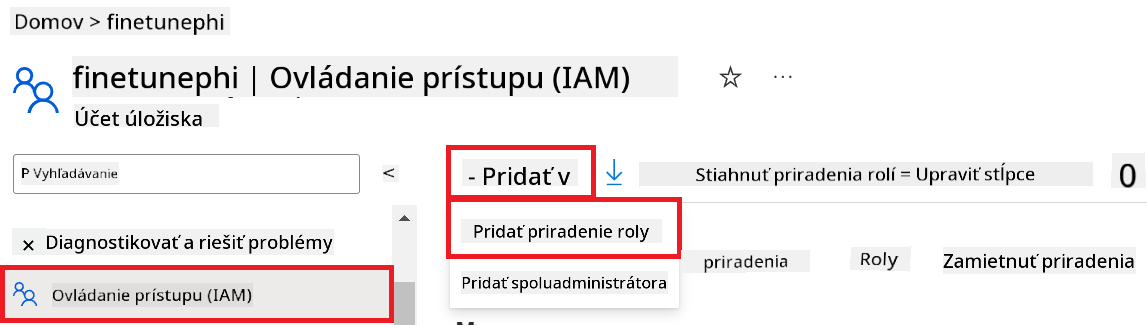 Domov > finetunephi
finetunephi | Ovládanie prístupu (IAM)
Účet úložiska
P Vyhľadávanie
<
- Pridať v
Stiahnuť priradenia rolí = Upraviť stĺpce
0
Pridať priradenie roly
x Diagnostikovať a riešiť problémy
priradenia
Roly
Zamietnuť priradenia
Pridať spoluadministrátora
Ovládanie prístupu (IAM)